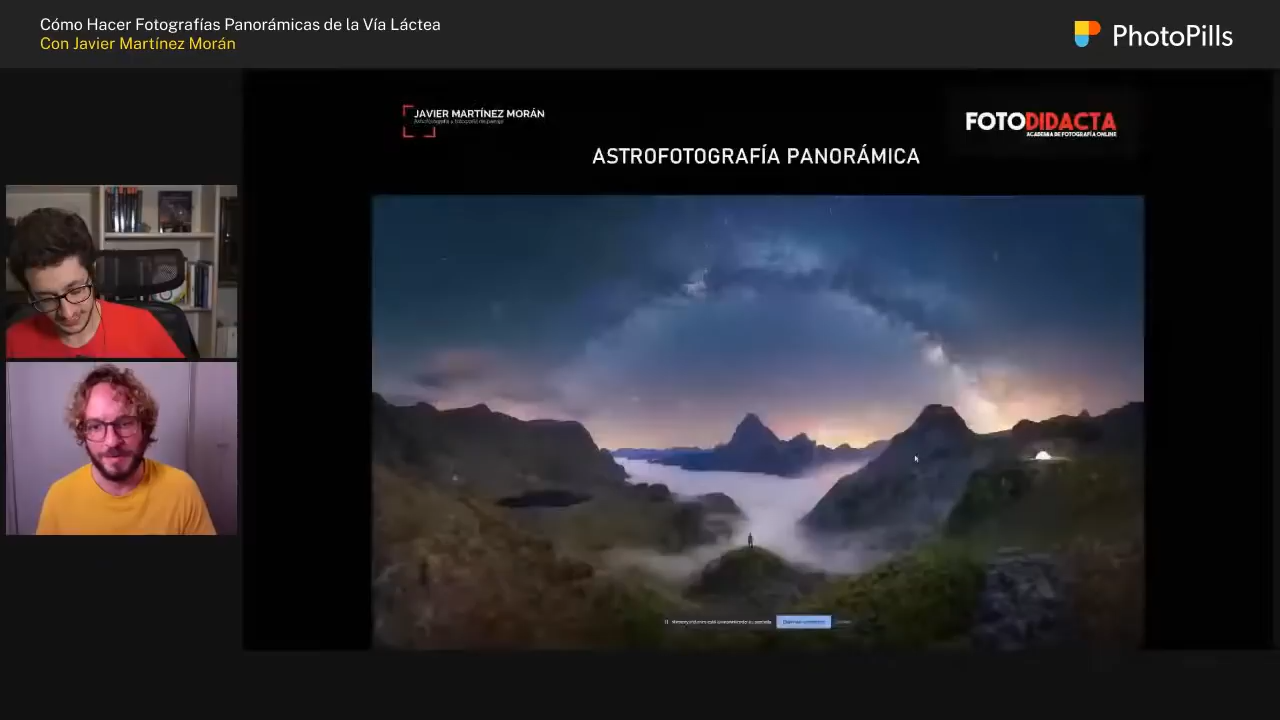 Cómo Hacer Fotografías Panorámicas de la Vía Láctea
Con Javier Martínez Morán
PhotoPills
JAVIER MARTÍNEZ MORÁN
FOTODIDACTA
ACADEMIA DE FOTOGRAFÍA ONLINE
ASTROFOTOGRAFÍA PANORÁMICA